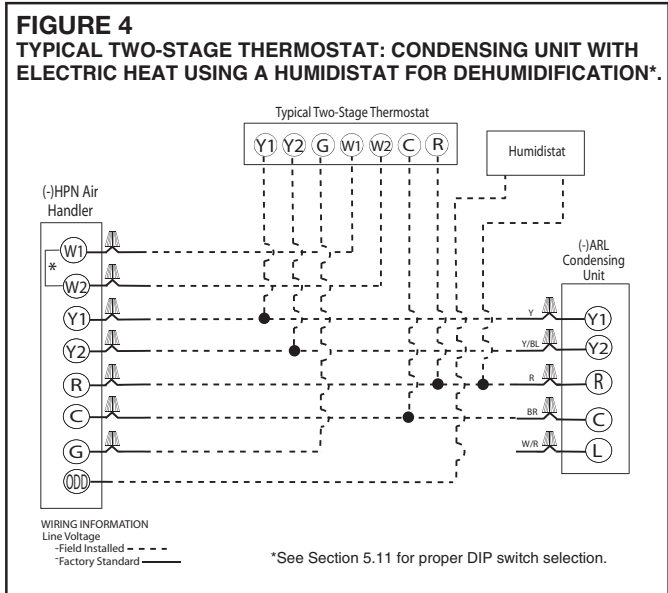 FIGURE 4
TYPICAL TWO-STAGE THERMOSTAT: CONDENSING UNIT WITH
ELECTRIC HEAT USING A HUMIDISTAT FOR DEHUMIDIFICATION*.
Typical Two-Stage Thermostat
Y1 Y2 G W1 W2 C R
Humidistat
(-)HPN Air
Handler
(-)ARL
Condensing
Unit
W1
*
W2
Y1 Y Y1
Y2 Y/BL Y2
R R R
C BR C
G W/R L
ODD
WIRING INFORMATION
Line Voltage
-Field Installed
-Factory Standard
*See Section 5.11 for proper DIP switch selection.